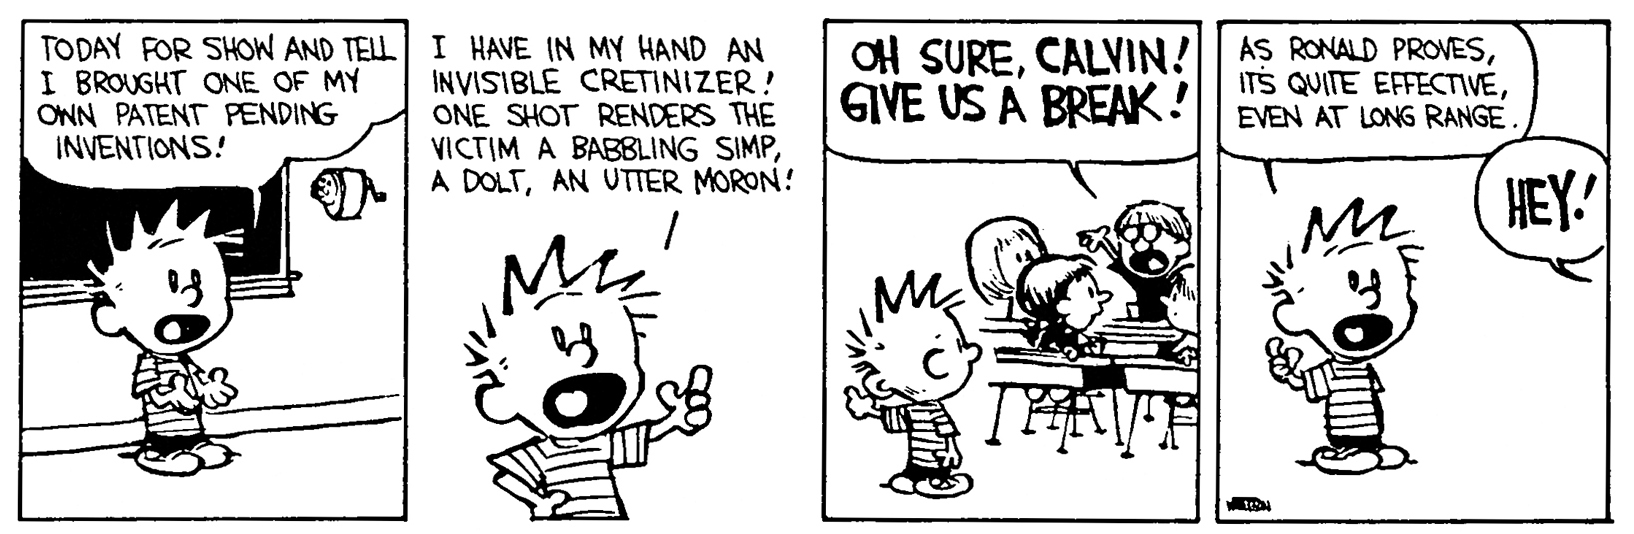 TODAY FOR SHOW AND TELL
I BROUGHT ONE OF MY
OWN PATENT PENDING
INVENTIONS!
I HAVE IN MY HAND AN
INVISIBLE CRETINIZER!
ONE SHOT RENDERS THE
VICTIM A BABBLING SIMP,
A DOLT, AN UTTER MORON!
OH SURE, CALVIN!
GIVE US A BREAK!
AS RONALD PROVES,
IT'S QUITE EFFECTIVE,
EVEN AT LONG RANGE.
HEY!